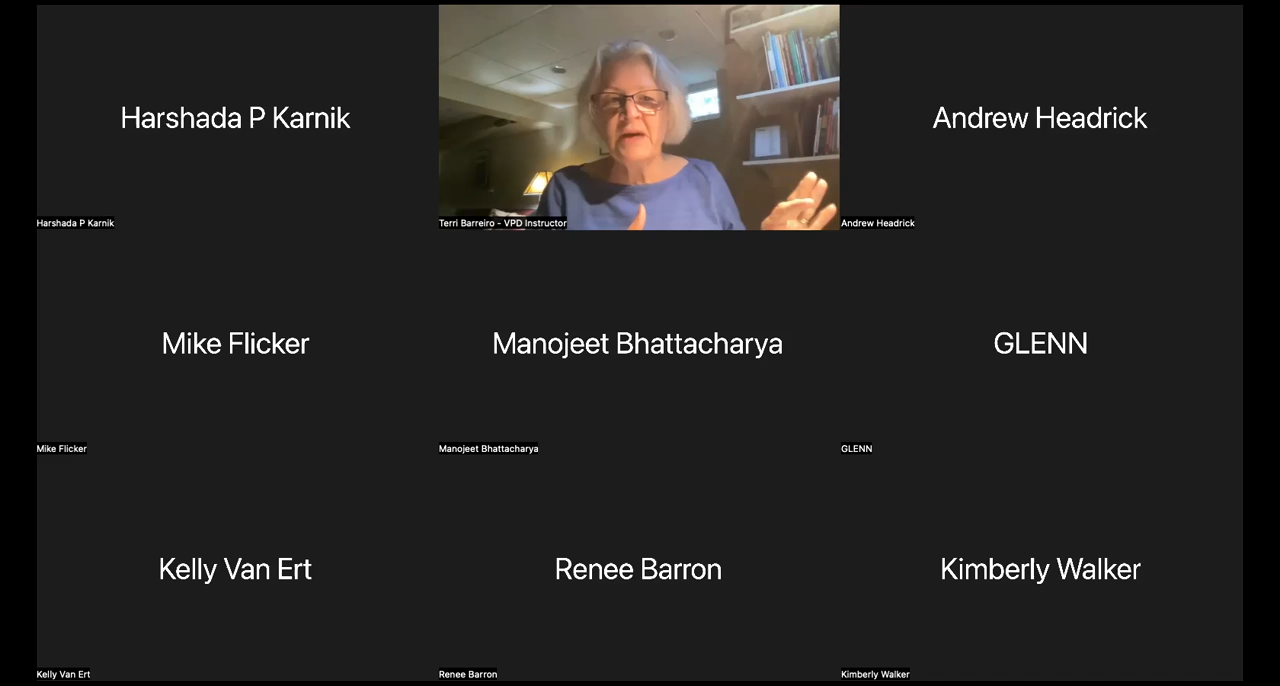 Harshada P Karnik
Andrew Headrick
Harshada P Karnik
Terri Barreiro - VPD Instructor
Andrew Headrick
Mike Flicker
Manojeet Bhattacharya
GLENN
Mike Flicker
Manojeet Bhattacharya
GLENN
Kelly Van Ert
Renee Barron
Kimberly Walker
Kelly Van Ert
Renee Barron
Kimberly Walker